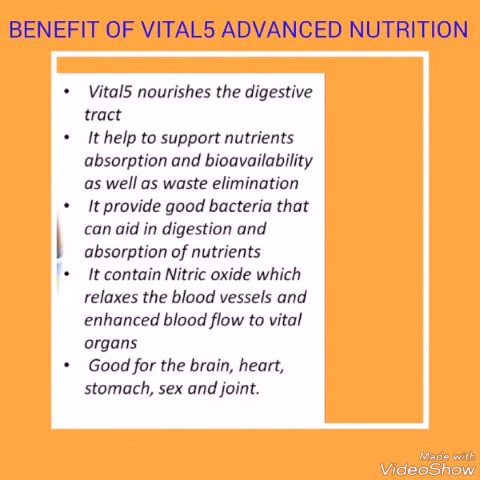 BENEFIT OF VITAL5 ADVANCED NUTRITION
• Vital5 nourishes the digestive
tract
• It help to support nutrients
absorption and bioavailability
as well as waste elimination
• It provide good bacteria that
can aid in digestion and
absorption of nutrients
• It contain Nitric oxide which
relaxes the blood vessels and
enhanced blood flow to vital
organs
• Good for the brain, heart,
stomach, sex and joint.
Made with
VideoShow